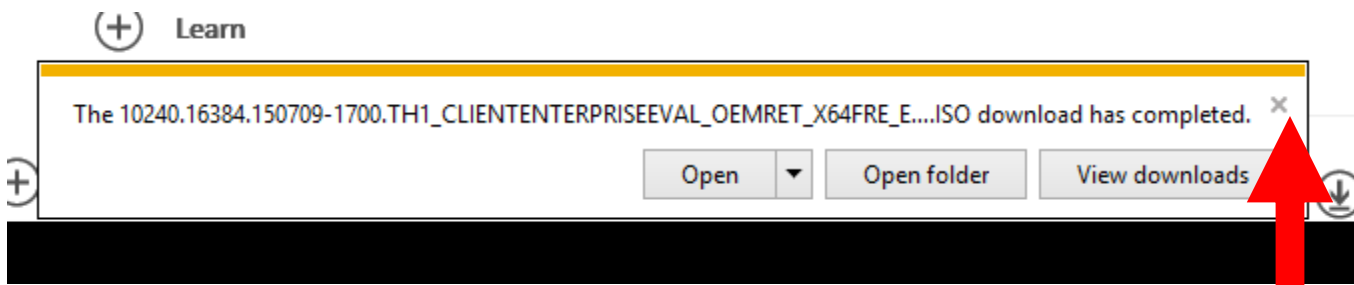 Learn
The 10240.16384.150709-1700.TH1_CLIENTENTERPRISEEVAL_OEMRET_X64FRE_E....ISO download has completed.
Open Open folder View downloads